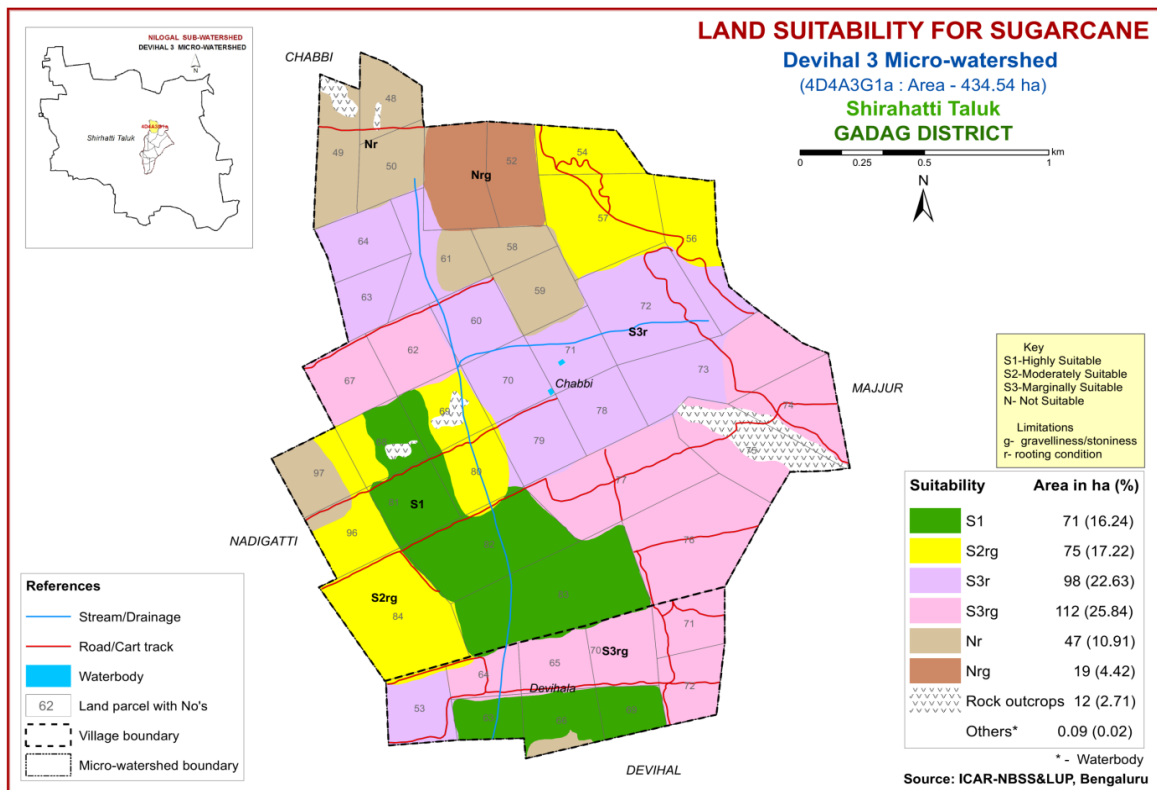 NILOGAL SUB-WATERSHED
DEVIHAL 3 MICRO-WATERSHED
N
4D4A3G1a
Shirhatti Taluk
LAND SUITABILITY FOR SUGARCANE
Devihal 3 Micro-watershed
(4D4A3G1a : Area - 434.54 ha)
Shirahatti Taluk
GADAG DISTRICT
km
0 0.25 0.5 1
N
CHABBI
48
49
Nr
50
52
Nrg
54
57
56
64
61
58
63
59
60
72
S3r
71
62
67
70
Chabbi
73
69
78
74
79
75
97
80
77
81
S1
96
82
76
S2rg
84
83
71
70
S3rg
65
64
Devihala
72
53
63
66
69
MAJJUR
NADIGATTI
DEVIHAL
Key
S1-Highly Suitable
S2-Moderately Suitable
S3-Marginally Suitable
N- Not Suitable
Limitations
g- gravelliness/stoniness
r- rooting condition
Suitability Area in ha (%)
S1 71 (16.24)
S2rg 75 (17.22)
S3r 98 (22.63)
S3rg 112 (25.84)
Nr 47 (10.91)
Nrg 19 (4.42)
Rock outcrops 12 (2.71)
Others* 0.09 (0.02)
* - Waterbody
Source: ICAR-NBSS&LUP, Bengaluru
References
Stream/Drainage
Road/Cart track
Waterbody
62 Land parcel with No's
Village boundary
Micro-watershed boundary